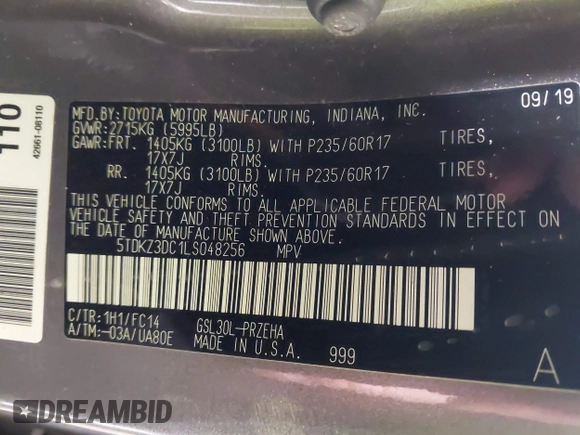 110
42661-08110
MFD.BY:TOYOTA MOTOR MANUFACTURING, INDIANA, INC. 09/19
GVWR:2715KG (5995LB)
GAWR:FRT. 1405KG (3100LB) WITH P235/60R17 TIRES,
17X7J RIMS.
RR. 1405KG (3100LB) WITH P235/60R17 TIRES,
17X7J RIMS.
THIS VEHICLE CONFORMS TO ALL APPLICABLE FEDERAL MOTOR
VEHICLE SAFETY AND THEFT PREVENTION STANDARDS IN EFFECT ON
THE DATE OF MANUFACTURE SHOWN ABOVE.
5TDKZ3DC1LS048256 MPV
C/TR:1H1/FC14 GSL30L-PRZEHA
A/TM:-03A/UA80E MADE IN U.S.A. 999 A
DREAMBID